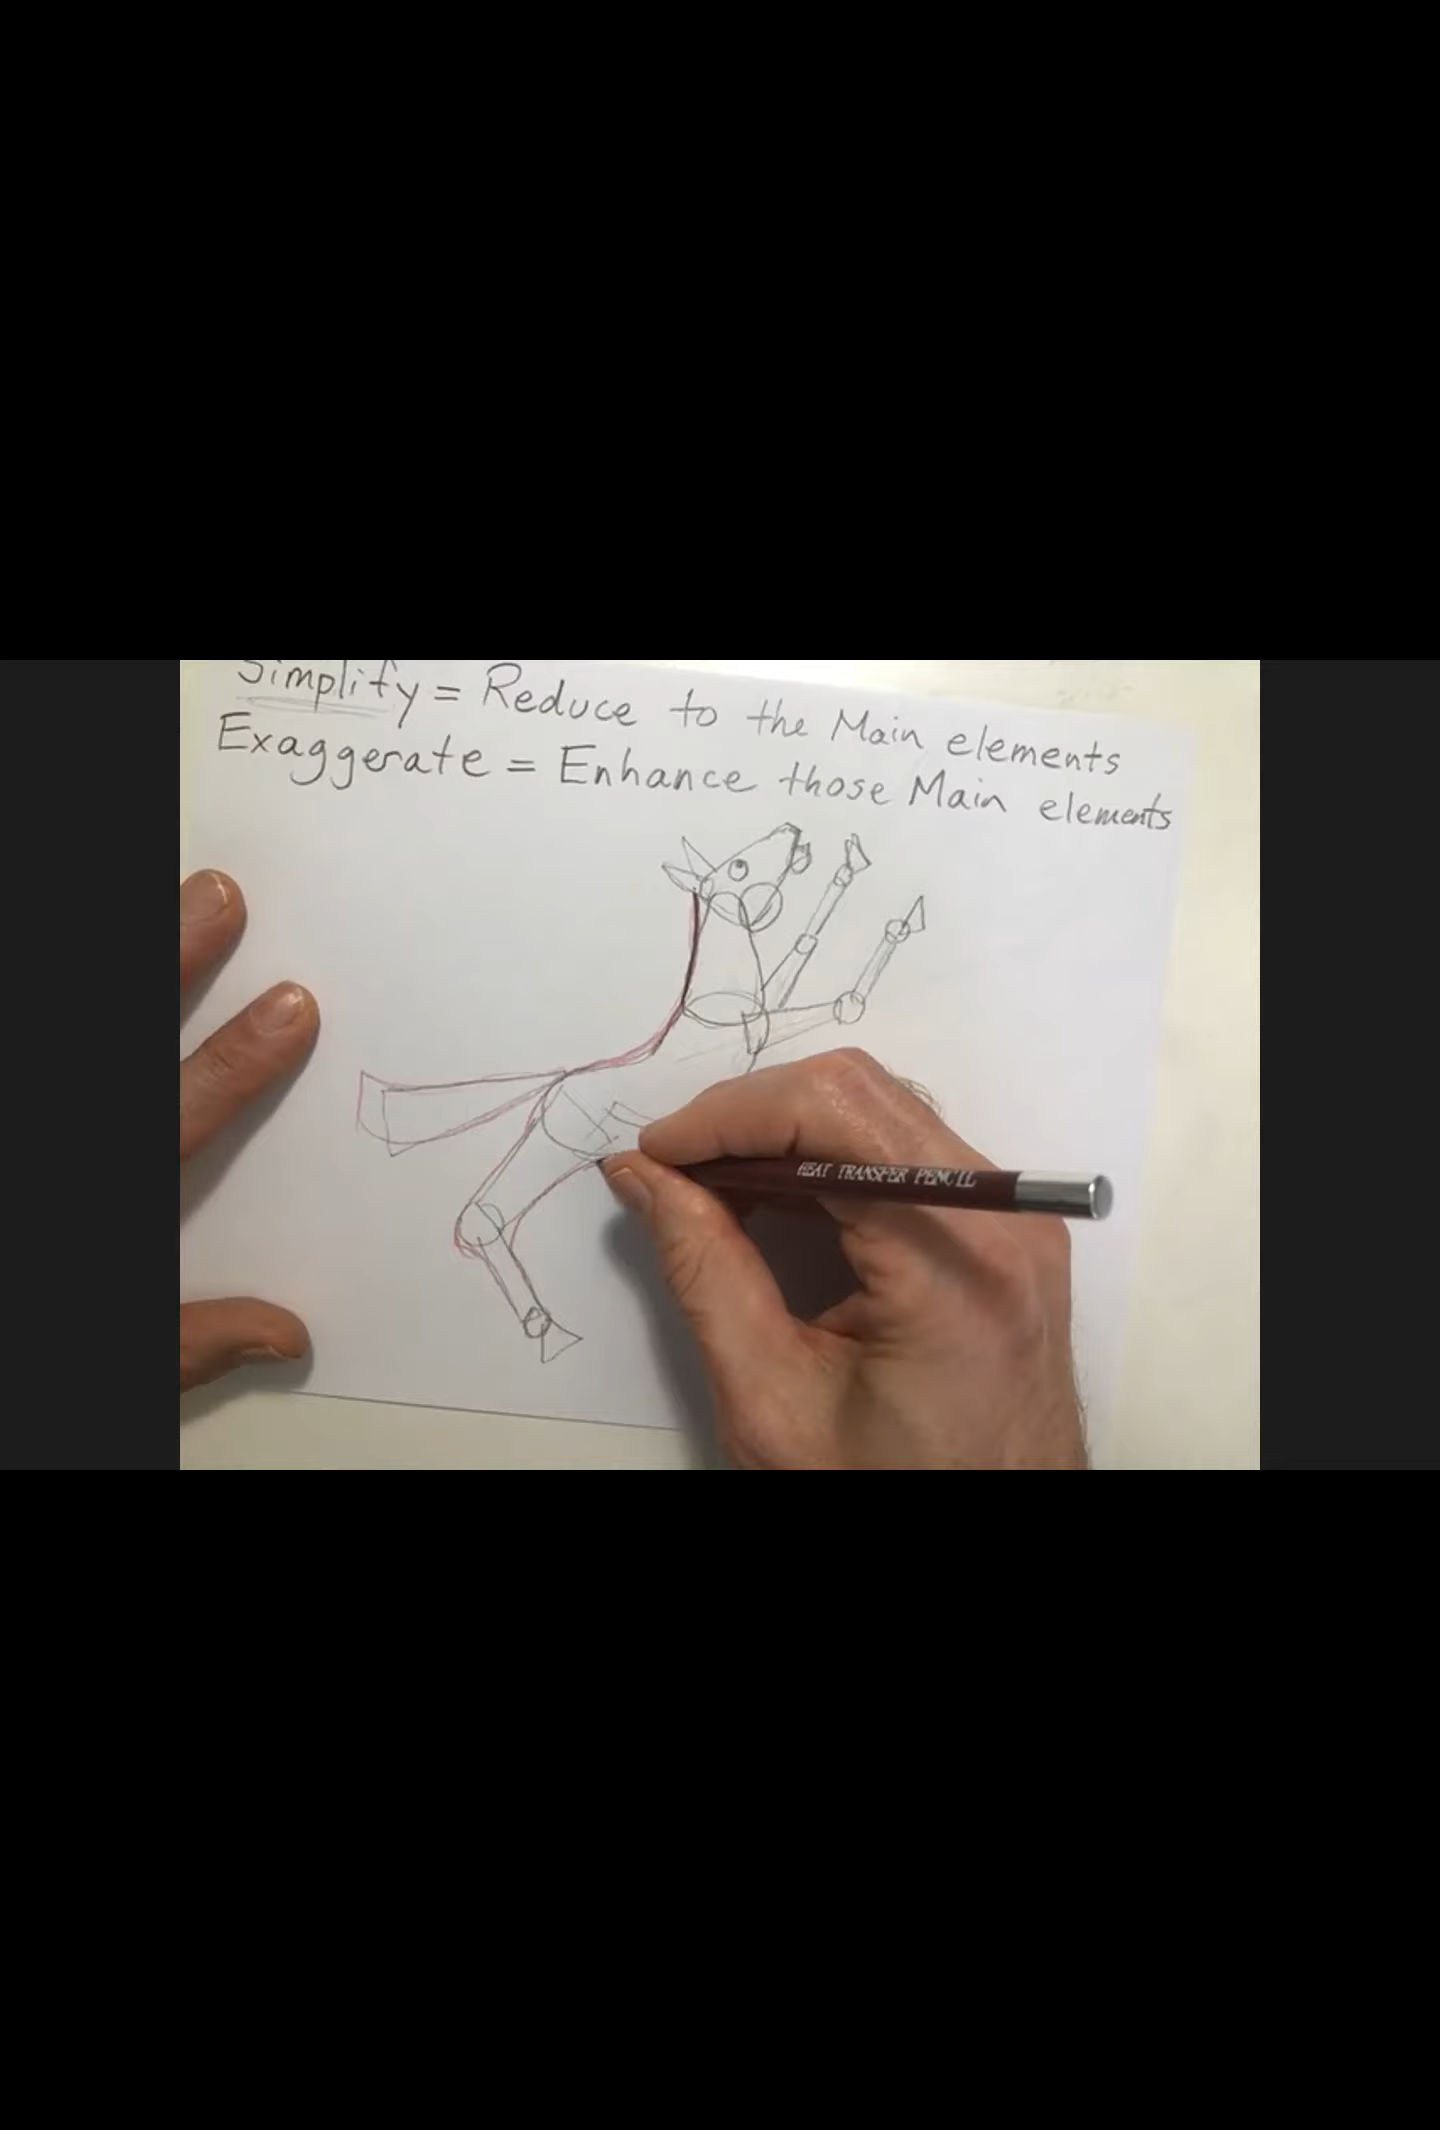 Simplify = Reduce to the Main elements
Exaggerate = Enhance those Main elements
HEAT TRANSFER PENCIL